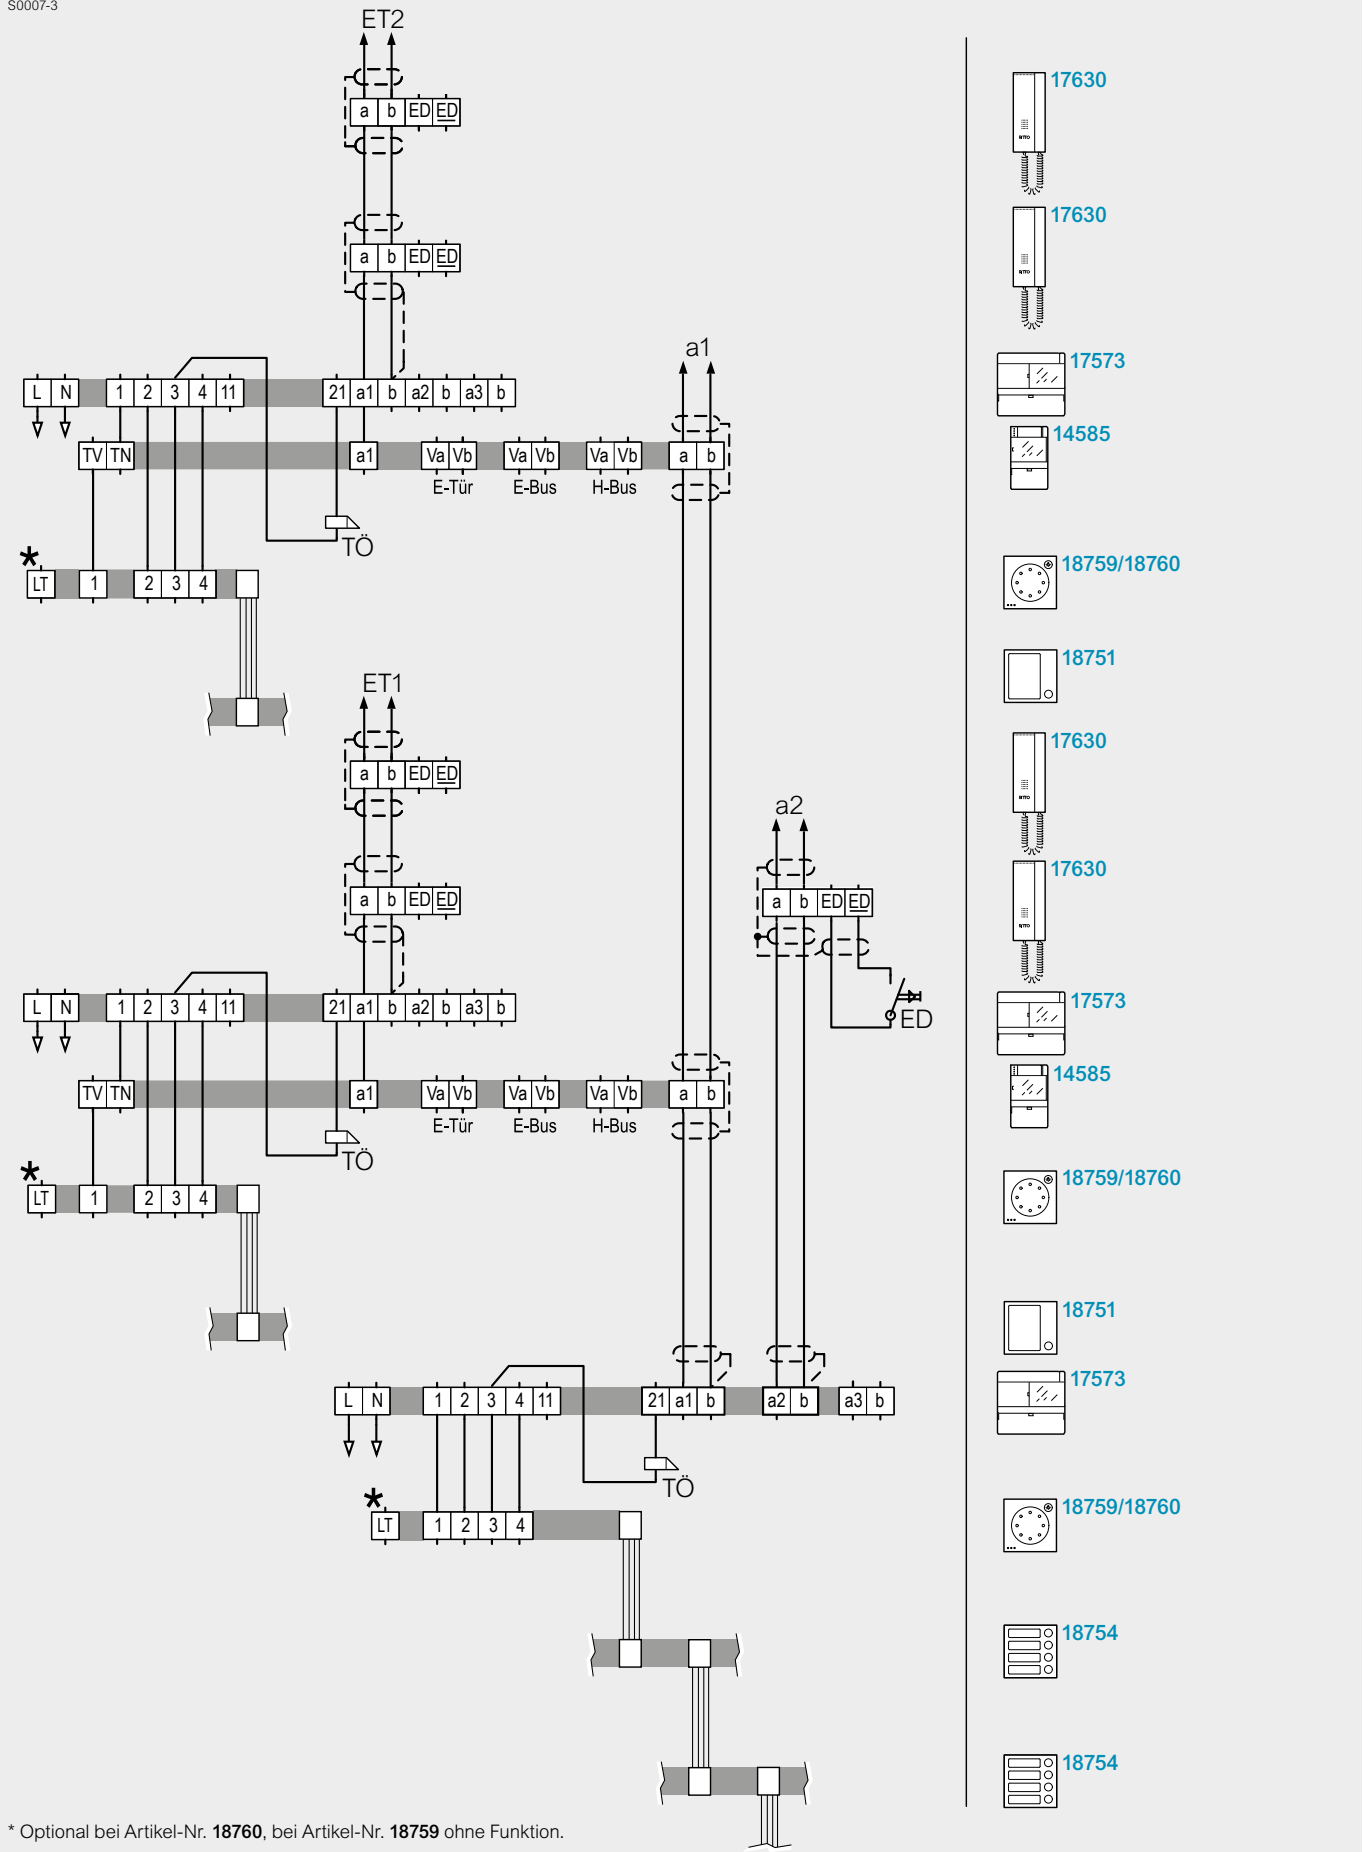 S0007-3
ET2
a b ED ED
a b ED ED
a1
L N 1 2 3 4 11 21 a1 b a2 b a3 b
TV TN a1 Va Vb Va Vb Va Vb a b
E-Tür E-Bus H-Bus
TÖ
*
LT 1 2 3 4
ET1
a b ED ED
a b ED ED
a2
a b ED ED
ED
L N 1 2 3 4 11 21 a1 b a2 b a3 b
TV TN a1 Va Vb Va Vb Va Vb a b
E-Tür E-Bus H-Bus
TÖ
*
LT 1 2 3 4
L N 1 2 3 4 11 21 a1 b a2 b a3 b
TÖ
*
LT 1 2 3 4
17630
RITTO
17630
RITTO
17573
14585
18759/18760
18751
17630
RITTO
17630
RITTO
17573
14585
18759/18760
18751
17573
18759/18760
18754
18754
* Optional bei Artikel-Nr. 18760, bei Artikel-Nr. 18759 ohne Funktion.